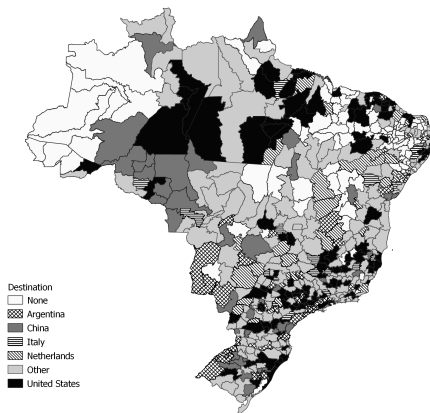 Destination
None
Argentina
China
Italy
Netherlands
Other
United States